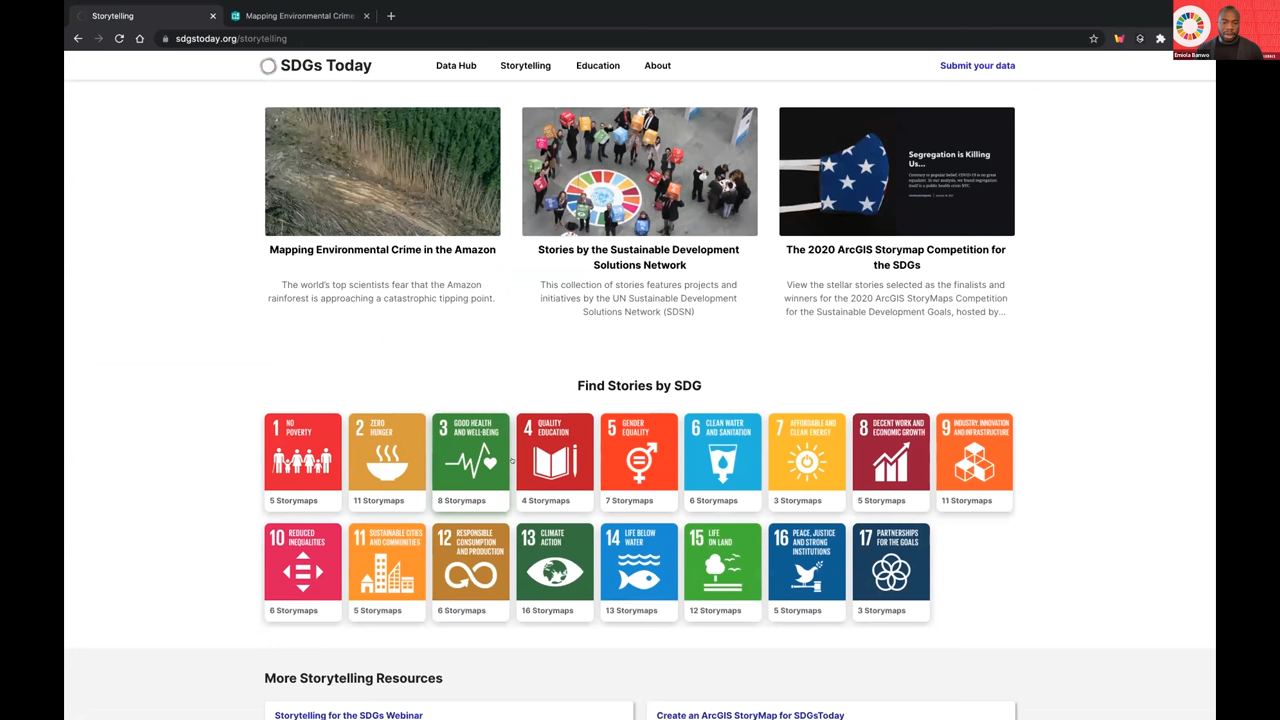 Storytelling
Mapping Environmental Crime
sdgstoday.org/storytelling
Emiola Banwo
SDGs Today
Data Hub
Storytelling
Education
About
Submit your data
Segregation is Killing
Us...
Mapping Environmental Crime in the Amazon
The world's top scientists fear that the Amazon
rainforest is approaching a catastrophic tipping point.
Stories by the Sustainable Development
Solutions Network
This collection of stories features projects and
initiatives by the UN Sustainable Development
Solutions Network (SDSN)
The 2020 ArcGIS Storymap Competition for
the SDGs
View the stellar stories selected as the finalists and
winners for the 2020 ArcGIS StoryMaps Competition
for the Sustainable Development Goals, hosted by...
Find Stories by SDG
1 NO
POVERTY
5 Storymaps
2 ZERO
HUNGER
11 Storymaps
3 GOOD HEALTH
AND WELL-BEING
8 Storymaps
4 QUALITY
EDUCATION
4 Storymaps
5 GENDER
EQUALITY
7 Storymaps
6 CLEAN WATER
AND SANITATION
6 Storymaps
7 AFFORDABLE AND
CLEAN ENERGY
3 Storymaps
8 DECENT WORK AND
ECONOMIC GROWTH
5 Storymaps
9 INDUSTRY, INNOVATION
AND INFRASTRUCTURE
11 Storymaps
10 REDUCED
INEQUALITIES
6 Storymaps
11 SUSTAINABLE CITIES
AND COMMUNITIES
5 Storymaps
12 RESPONSIBLE
CONSUMPTION
AND PRODUCTION
6 Storymaps
13 CLIMATE
ACTION
16 Storymaps
14 LIFE BELOW
WATER
13 Storymaps
15 LIFE
ON LAND
12 Storymaps
16 PEACE, JUSTICE
AND STRONG
INSTITUTIONS
5 Storymaps
17 PARTNERSHIPS
FOR THE GOALS
3 Storymaps
More Storytelling Resources
Storytelling for the SDGs Webinar
Create an ArcGIS StoryMap for SDGsToday